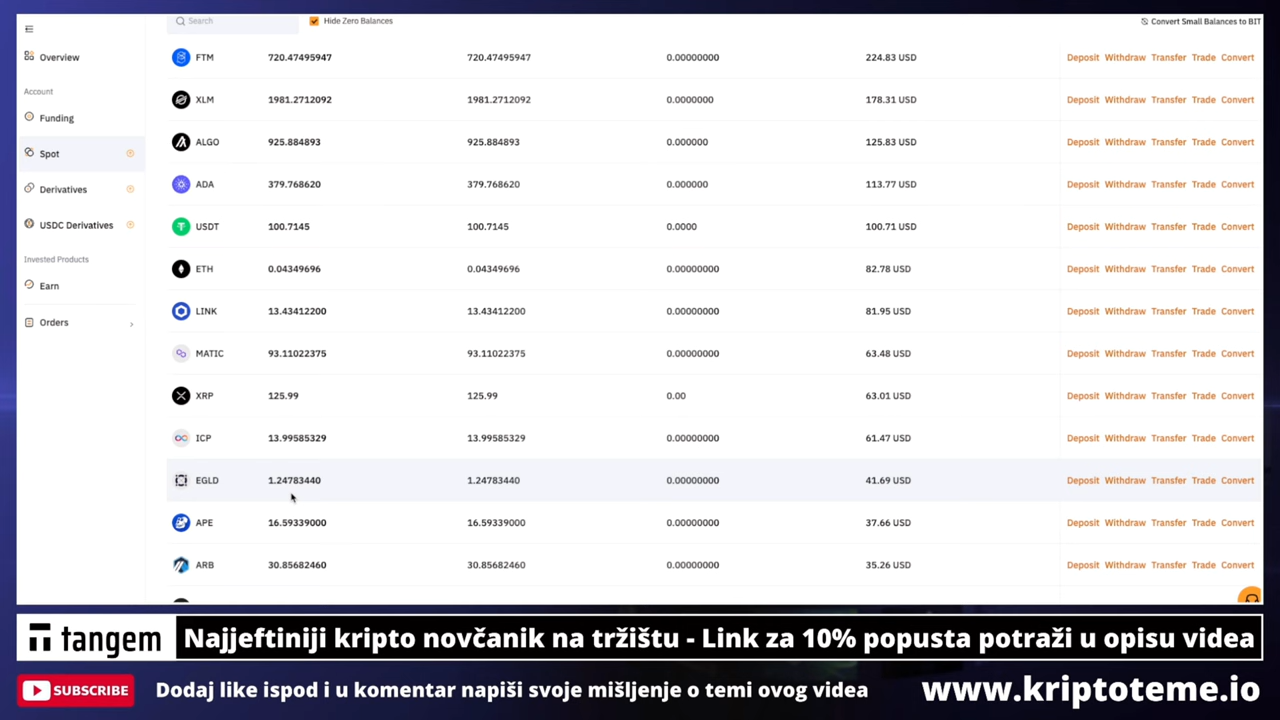 Search
Hide Zero Balances
Convert Small Balances to BIT
Overview
Account
Funding
Spot
Derivatives
USDC Derivatives
Invested Products
Earn
Orders
FTM 720.47495947 720.47495947 0.00000000 224.83 USD Deposit Withdraw Transfer Trade Convert
XLM 1981.2712092 1981.2712092 0.0000000 178.31 USD Deposit Withdraw Transfer Trade Convert
ALGO 925.884893 925.884893 0.000000 125.83 USD Deposit Withdraw Transfer Trade Convert
ADA 379.768620 379.768620 0.000000 113.77 USD Deposit Withdraw Transfer Trade Convert
USDT 100.7145 100.7145 0.0000 100.71 USD Deposit Withdraw Transfer Trade Convert
ETH 0.04349696 0.04349696 0.00000000 82.78 USD Deposit Withdraw Transfer Trade Convert
LINK 13.43412200 13.43412200 0.00000000 81.95 USD Deposit Withdraw Transfer Trade Convert
MATIC 93.11022375 93.11022375 0.00000000 63.48 USD Deposit Withdraw Transfer Trade Convert
XRP 125.99 125.99 0.00 63.01 USD Deposit Withdraw Transfer Trade Convert
ICP 13.99585329 13.99585329 0.00000000 61.47 USD Deposit Withdraw Transfer Trade Convert
EGLD 1.24783440 1.24783440 0.00000000 41.69 USD Deposit Withdraw Transfer Trade Convert
APE 16.59339000 16.59339000 0.00000000 37.66 USD Deposit Withdraw Transfer Trade Convert
ARB 30.85682460 30.85682460 0.00000000 35.26 USD Deposit Withdraw Transfer Trade Convert
tangem
Najjeftiniji kripto novčanik na tržištu - Link za 10% popusta potraži u opisu videa
SUBSCRIBE
Dodaj like ispod i u komentar napiši svoje mišljenje o temi ovog videa
www.kriptoteme.io